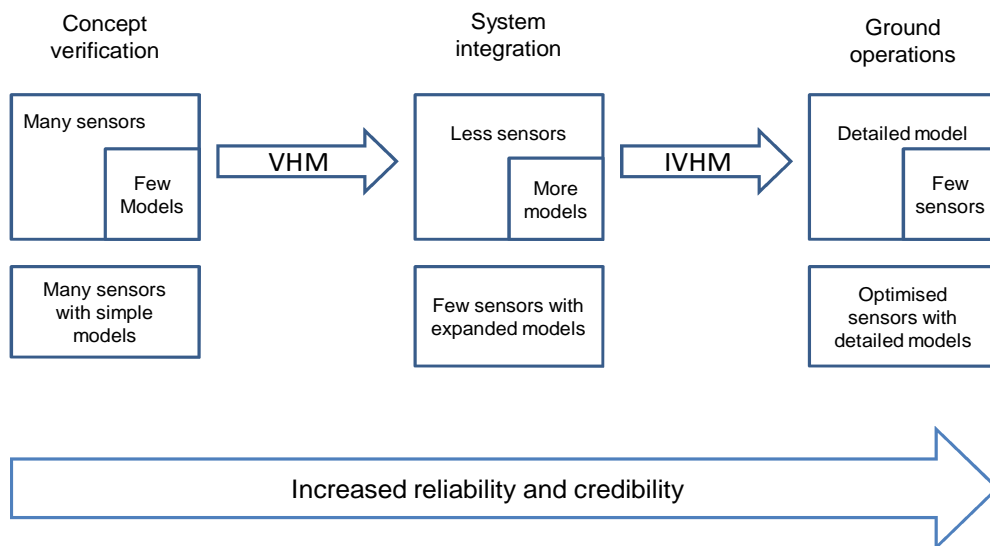 Concept
verification
System
integration
Ground
operations
Many sensors
Few
Models
VHM
Less sensors
More
models
IVHM
Detailed model
Few
sensors
Many sensors
with simple
models
Few sensors with
expanded models
Optimised
sensors with
detailed models
Increased reliability and credibility